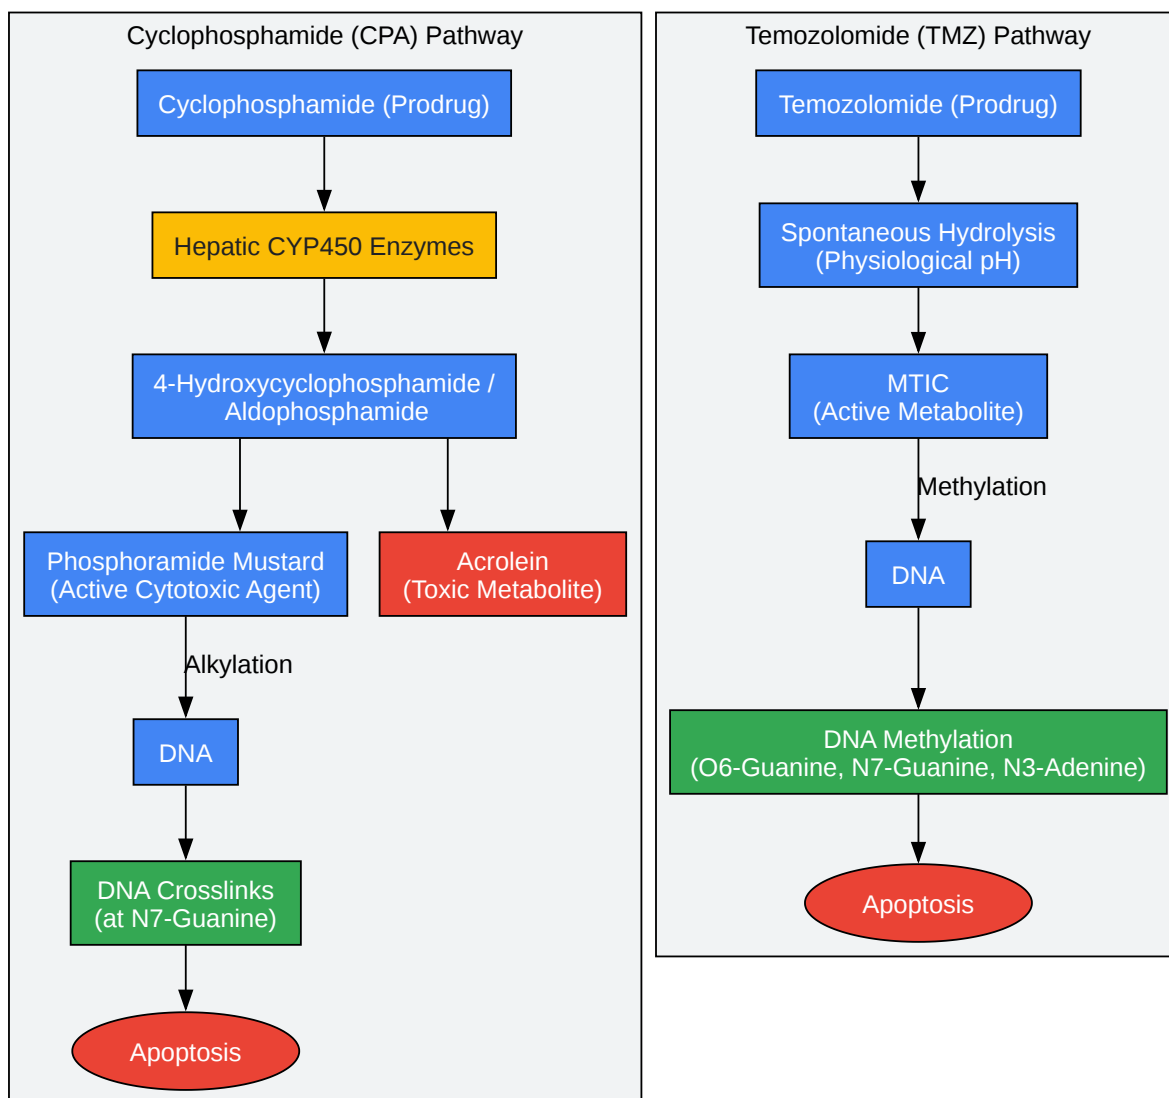 Cyclophosphamide (CPA) Pathway
Cyclophosphamide (Prodrug)
Hepatic CYP450 Enzymes
4-Hydroxycyclophosphamide /
Aldophosphamide
Phosphoramide Mustard
(Active Cytotoxic Agent)
Acrolein
(Toxic Metabolite)
Alkylation
DNA
DNA Crosslinks
(at N7-Guanine)
Apoptosis
Temozolomide (TMZ) Pathway
Temozolomide (Prodrug)
Spontaneous Hydrolysis
(Physiological pH)
MTIC
(Active Metabolite)
Methylation
DNA
DNA Methylation
(O6-Guanine, N7-Guanine, N3-Adenine)
Apoptosis